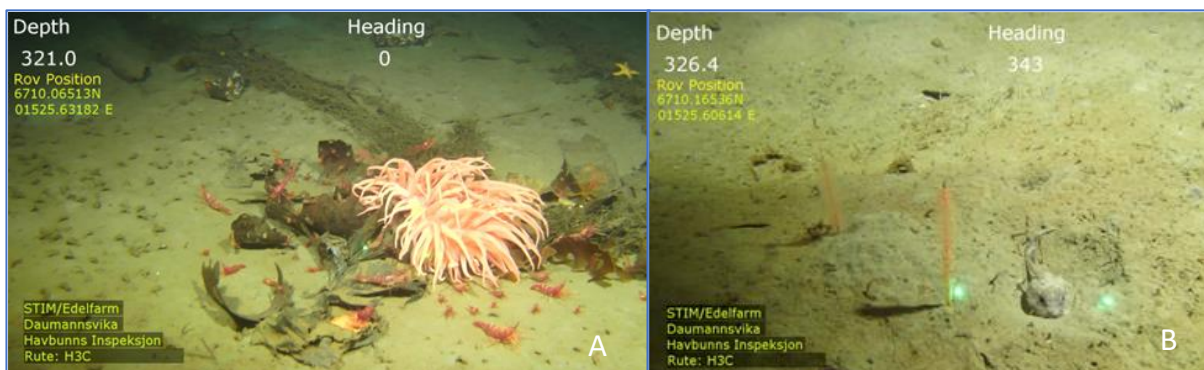 Depth
Heading
321.0
0
Rov Position
6710.06513N
01525.63182 E
STIM/Edelfarm
Daumannsvika
Havbunns Inspeksjon
Rute: H3C
A
Depth
Heading
326.4
343
Rov Position
6710.16536N
01525.60614 E
STIM/Edelfarm
Daumannsvika
Havbunns Inspeksjon
Rute: H3C
B